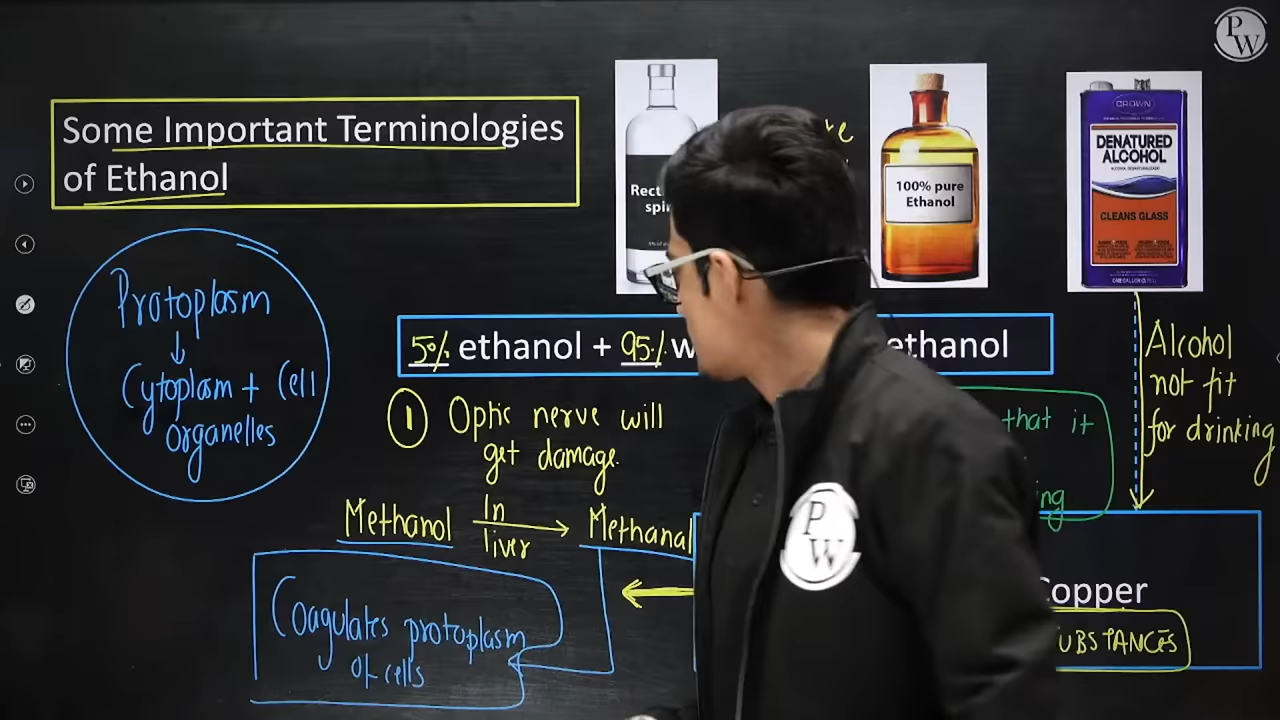 P
W
Some Important Terminologies
of Ethanol
Rect
spi
100% pure
Ethanol
CROWN
DENATURED
ALCOHOL
CLEANS GLASS
Protoplasm
Cytoplasm + Cell
organelles
5% ethanol + 95% w
ethanol
1 Optic nerve will
get damage.
Methanol In liver Methanal
Coagulates protoplasm
of cells
that it
ing
Alcohol
not fit
for drinking
Copper
UBSTANCES
P
W